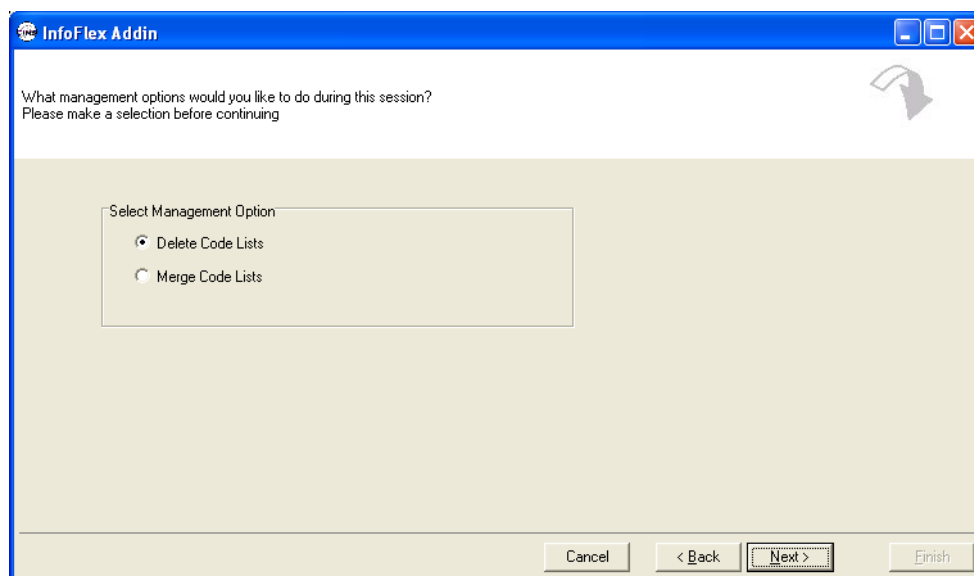 InfoFlex Addin
What management options would you like to do during this session?
Please make a selection before continuing
Select Management Option
Delete Code Lists
Merge Code Lists
Cancel
< Back
Next >
Finish